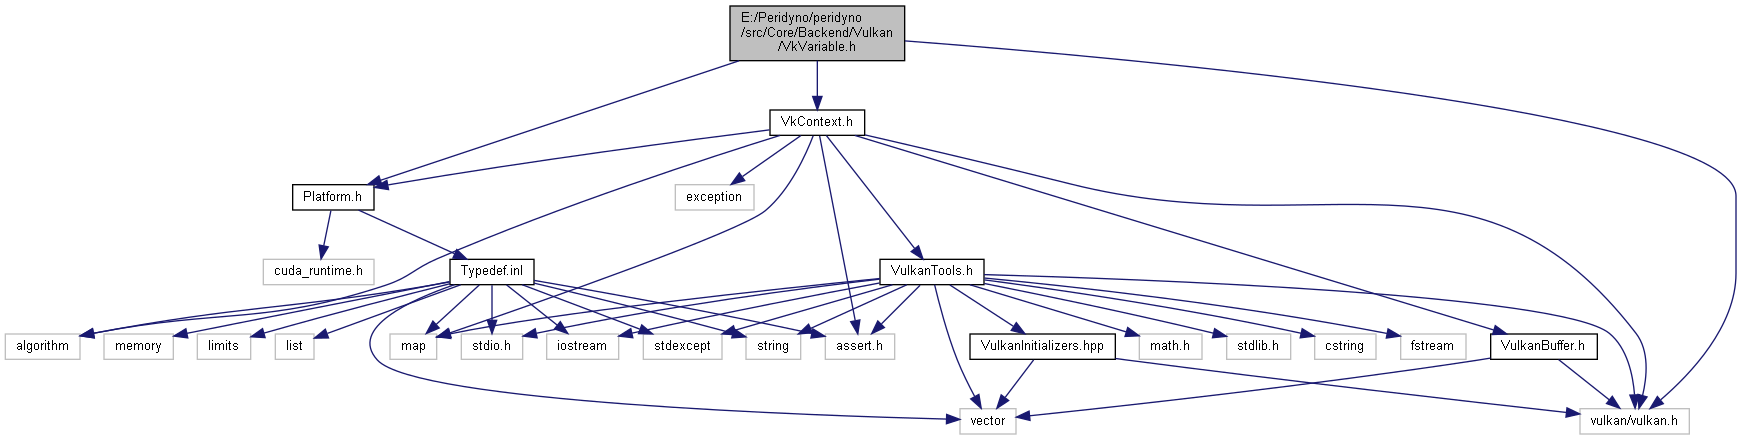 E:/Peridyno/peridyno
/src/Core/Backend/Vulkan
/VkVariable.h
VkContext.h
Platform.h
exception
cuda_runtime.h
Typedef.inl
VulkanTools.h
algorithm
memory
limits
list
map
stdio.h
iostream
stdexcept
string
assert.h
VulkanInitializers.hpp
math.h
stdlib.h
cstring
fstream
VulkanBuffer.h
vector
vulkan/vulkan.h